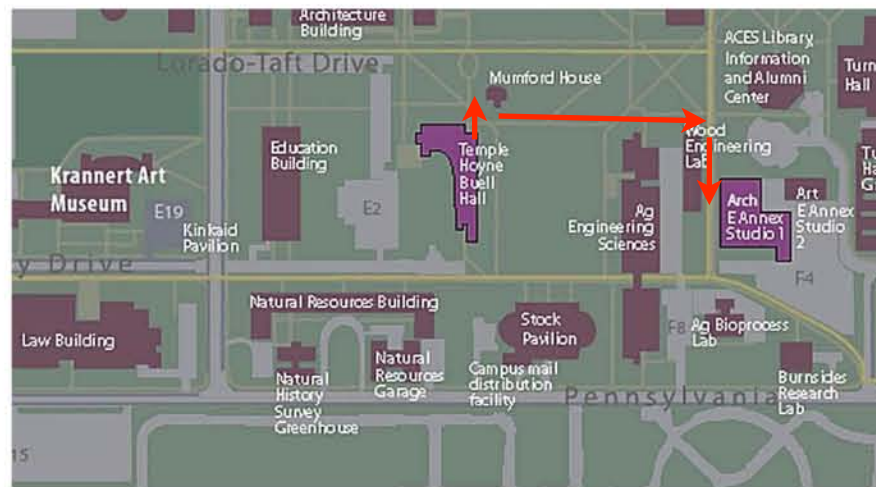 Architecture
Building
Lorado-Taft Drive
Mumford House
ACES Library,
Information
and Alumni
Center
Hall
Education
Building
Temple
Hoyne
Buell
Hall
Wood
Engineering
Lab
Krannert Art
Museum
E19
Kinkaid
Pavilion
E2
Ag
Engineering
Sciences
Arch
E Annex
Studio 1
Art
E Annex
Studio
2
y Drive
F4
Natural Resources Building
Law Building
Stock
Pavilion
F8
Ag Bioprocess
Lab
Natural
History
Survey
Greenhouse
Natural
Resources
Garage
Campus mail
distribution
facility
Pennsylvania
Burnsides
Research
Lab
15